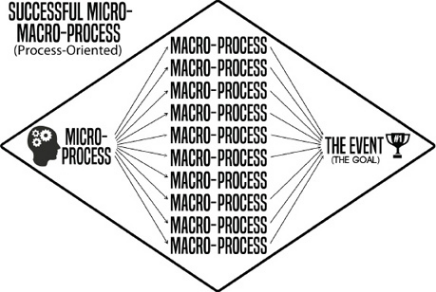 SUCCESSFUL MICRO-
MACRO-PROCESS
(Process-Oriented)
MICRO-
PROCESS
MACRO-PROCESS
MACRO-PROCESS
MACRO-PROCESS
MACRO-PROCESS
MACRO-PROCESS
MACRO-PROCESS
MACRO-PROCESS
MACRO-PROCESS
MACRO-PROCESS
MACRO-PROCESS
THE EVENT
(THE GOAL)
#1